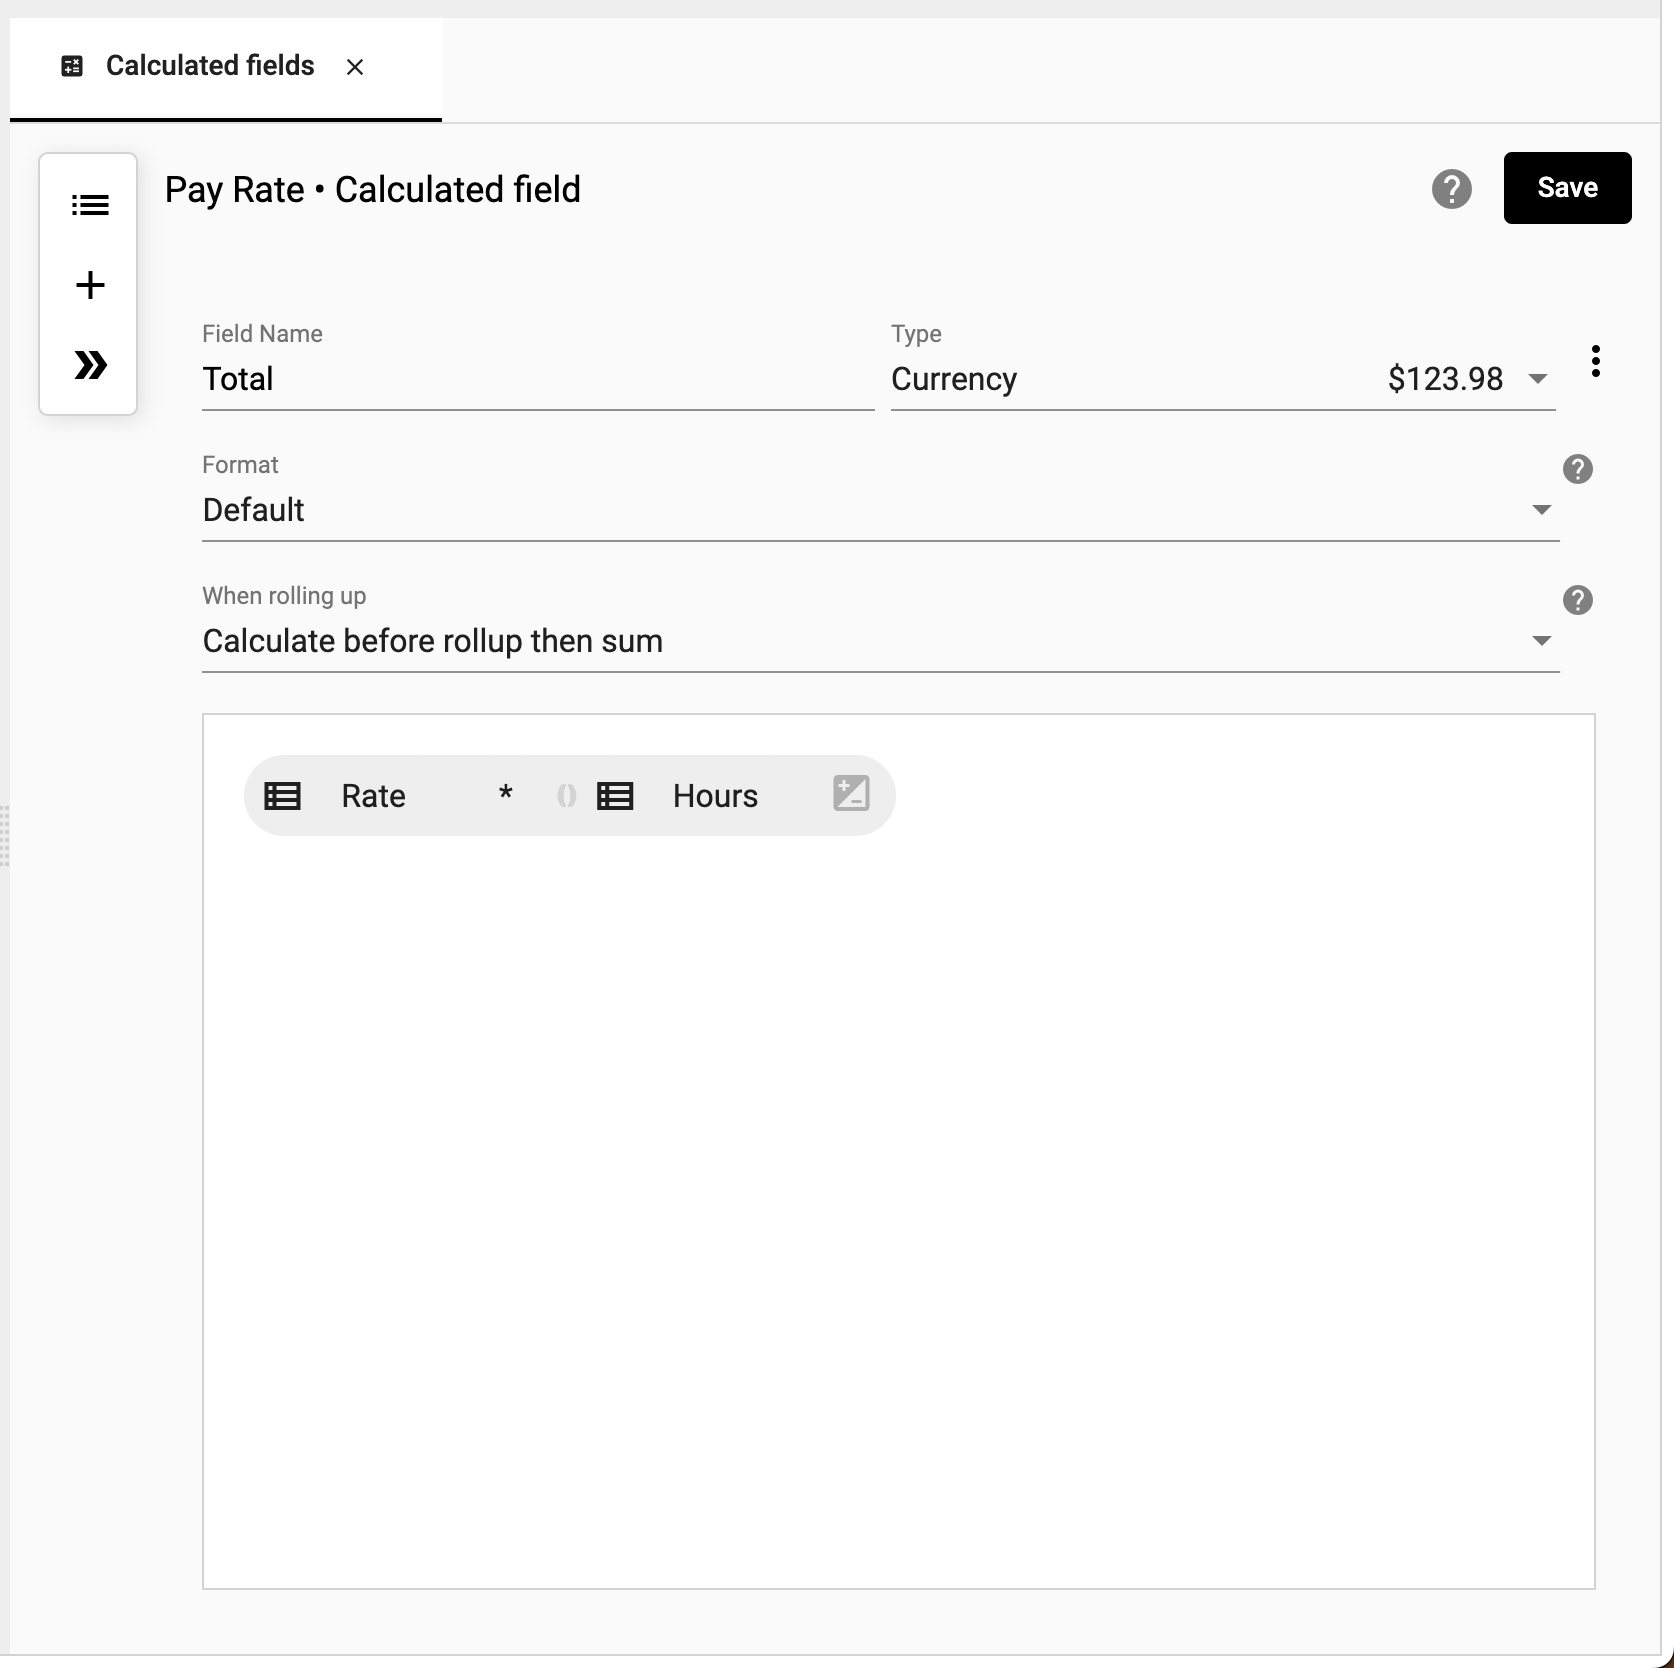 Calculated fields
Pay Rate • Calculated field
Save
Field Name
Total
Type
Currency $123.98
Format
Default
When rolling up
Calculate before rollup then sum
Rate * () Hours